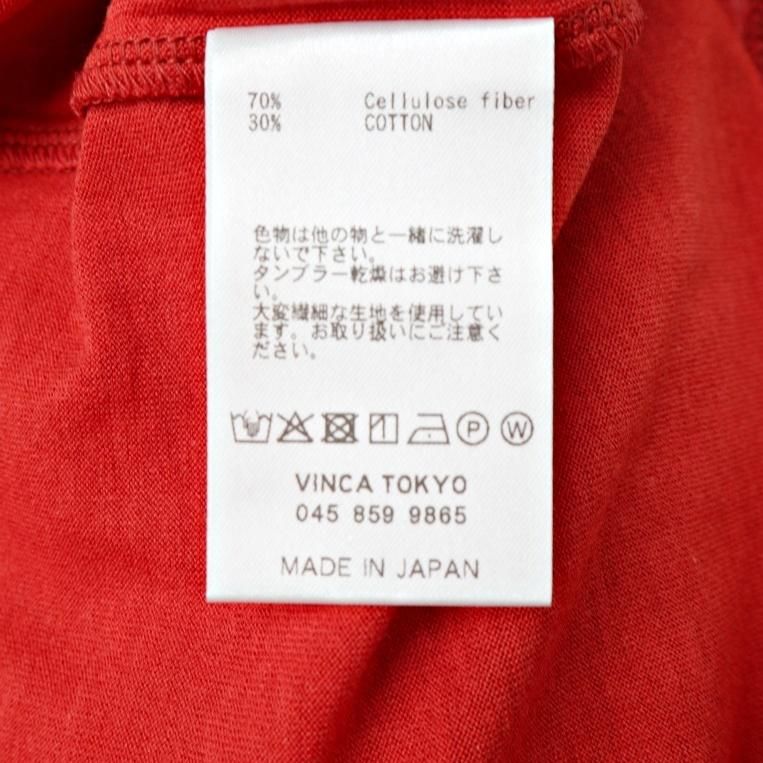 70% Cellulose fiber
30% COTTON
色物は他の物と一緒に洗濯し
ないで下さい。
タンブラー乾燥はお避け下さ
い。
大変繊細な生地を使用してい
ます。お取り扱いにご注意く
ださい。
P W
VINCA TOKYO
045 859 9865
MADE IN JAPAN